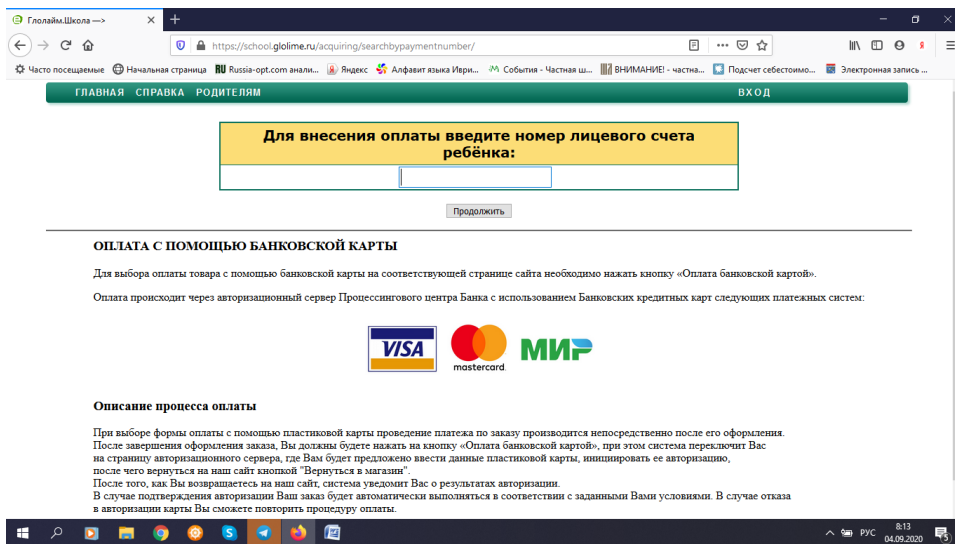 Глолайм.Школа —>
https://school.glolime.ru/acquiring/searchbypaymentnumber/
Часто посещаемые Начальная страница RU Russia-opt.com анали... Яндекс Алфавит языка Иври... События - Частная ш... ВНИМАНИЕ! - частна... Подсчет себестоимо... Электронная запись ...
ГЛАВНАЯ СПРАВКА РОДИТЕЛЯМ ВХОД
Для внесения оплаты введите номер лицевого счета
ребёнка:
Продолжить
ОПЛАТА С ПОМОЩЬЮ БАНКОВСКОЙ КАРТЫ
Для выбора оплаты товара с помощью банковской карты на соответствующей странице сайта необходимо нажать кнопку «Оплата банковской картой».
Оплата происходит через авторизационный сервер Процессингового центра Банка с использованием Банковских кредитных карт следующих платежных систем:
VISA mastercard МИР
Описание процесса оплаты
При выборе формы оплаты с помощью пластиковой карты проведение платежа по заказу производится непосредственно после его оформления.
После завершения оформления заказа, Вы должны будете нажать на кнопку «Оплата банковской картой», при этом система переключит Вас
на страницу авторизационного сервера, где Вам будет предложено ввести данные пластиковой карты, инициировать ее авторизацию,
после чего вернуться на наш сайт кнопкой "Вернуться в магазин".
После того, как Вы возвращаетесь на наш сайт, система уведомит Вас о результатах авторизации.
В случае подтверждения авторизации Ваш заказ будет автоматически выполняться в соответствии с заданными Вами условиями. В случае отказа
в авторизации карты Вы сможете повторить процедуру оплаты.
РУС 8:13
04.09.2020